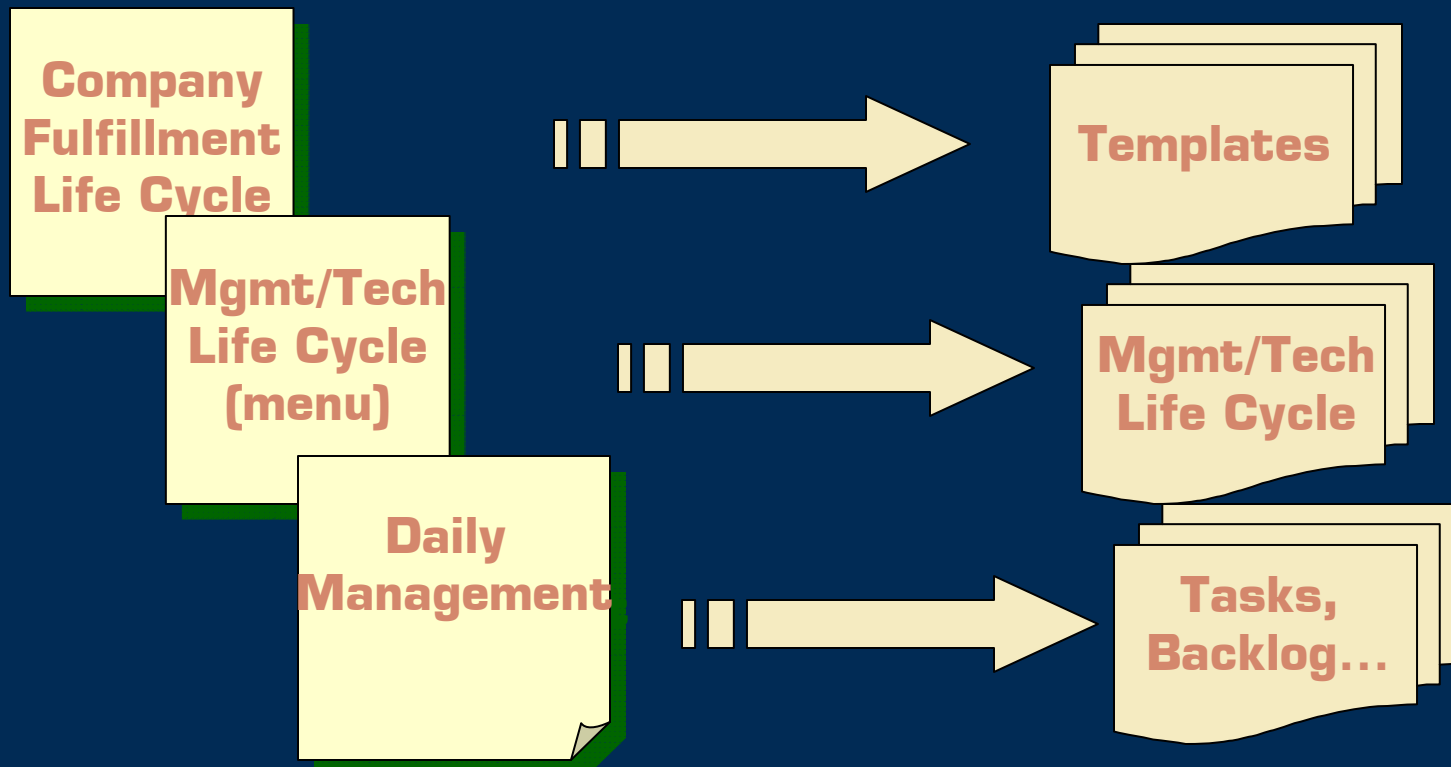 Company
Fulfillment
Life Cycle
Templates
Mgmt/Tech
Life Cycle
(menu)
Mgmt/Tech
Life Cycle
Daily
Management
Tasks,
Backlog…